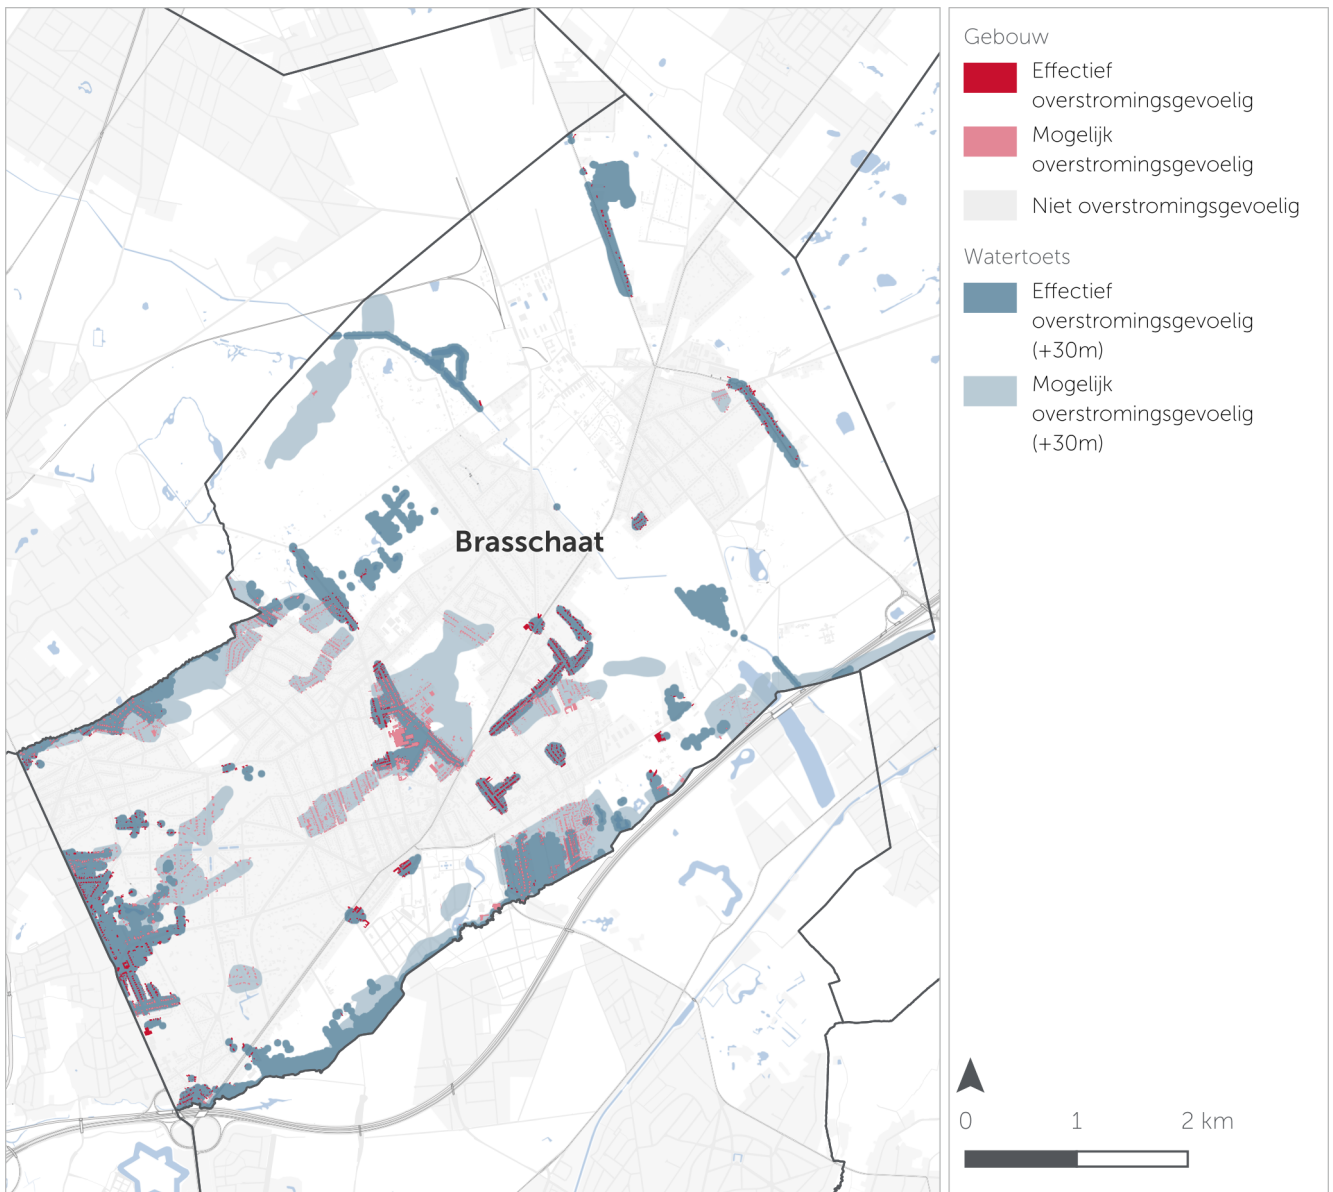 Brasschaat
Gebouw
Effectief
overstromingsgevoelig
Mogelijk
overstromingsgevoelig
Niet overstromingsgevoelig
Watertoets
Effectief
overstromingsgevoelig
(+30m)
Mogelijk
overstromingsgevoelig
(+30m)
0 1 2 km